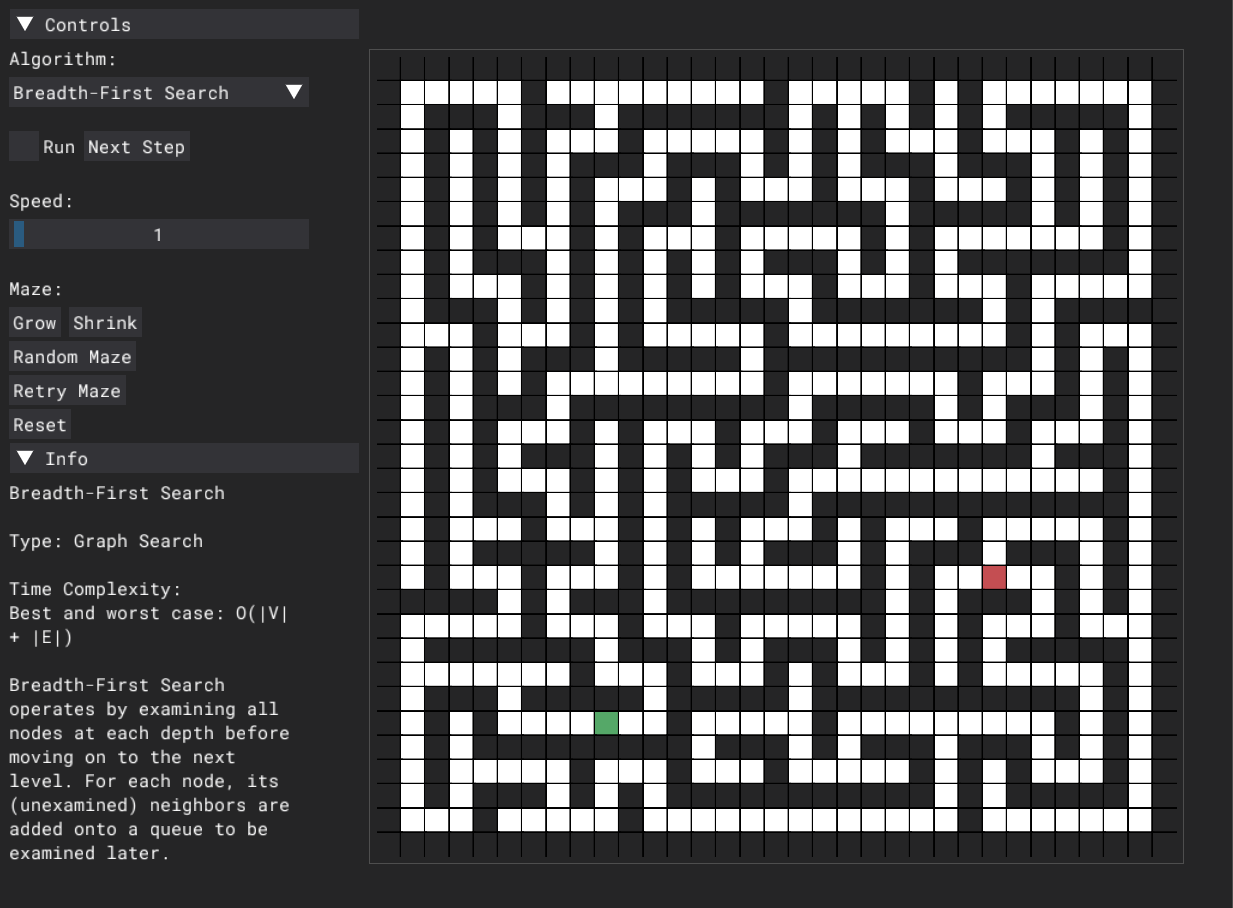 Controls
Algorithm:
Breadth-First Search
Run Next Step
Speed:
1
Maze:
Grow Shrink
Random Maze
Retry Maze
Reset
Info
Breadth-First Search
Type: Graph Search
Time Complexity:
Best and worst case: O(|V|
+ |E|)
Breadth-First Search
operates by examining all
nodes at each depth before
moving on to the next
level. For each node, its
(unexamined) neighbors are
added onto a queue to be
examined later.